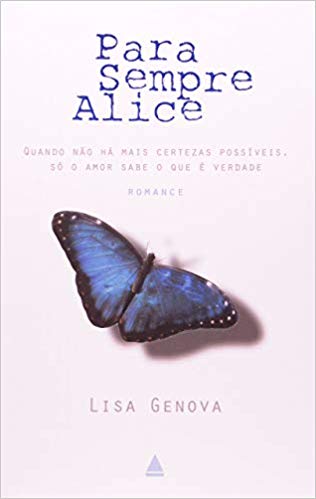 Para
Sempre
Alice
QUANDO NÃO HÁ MAIS CERTEZAS POSSÍVEIS,
SÓ O AMOR SABE O QUE É VERDADE
ROMANCE
LISA GENOVA